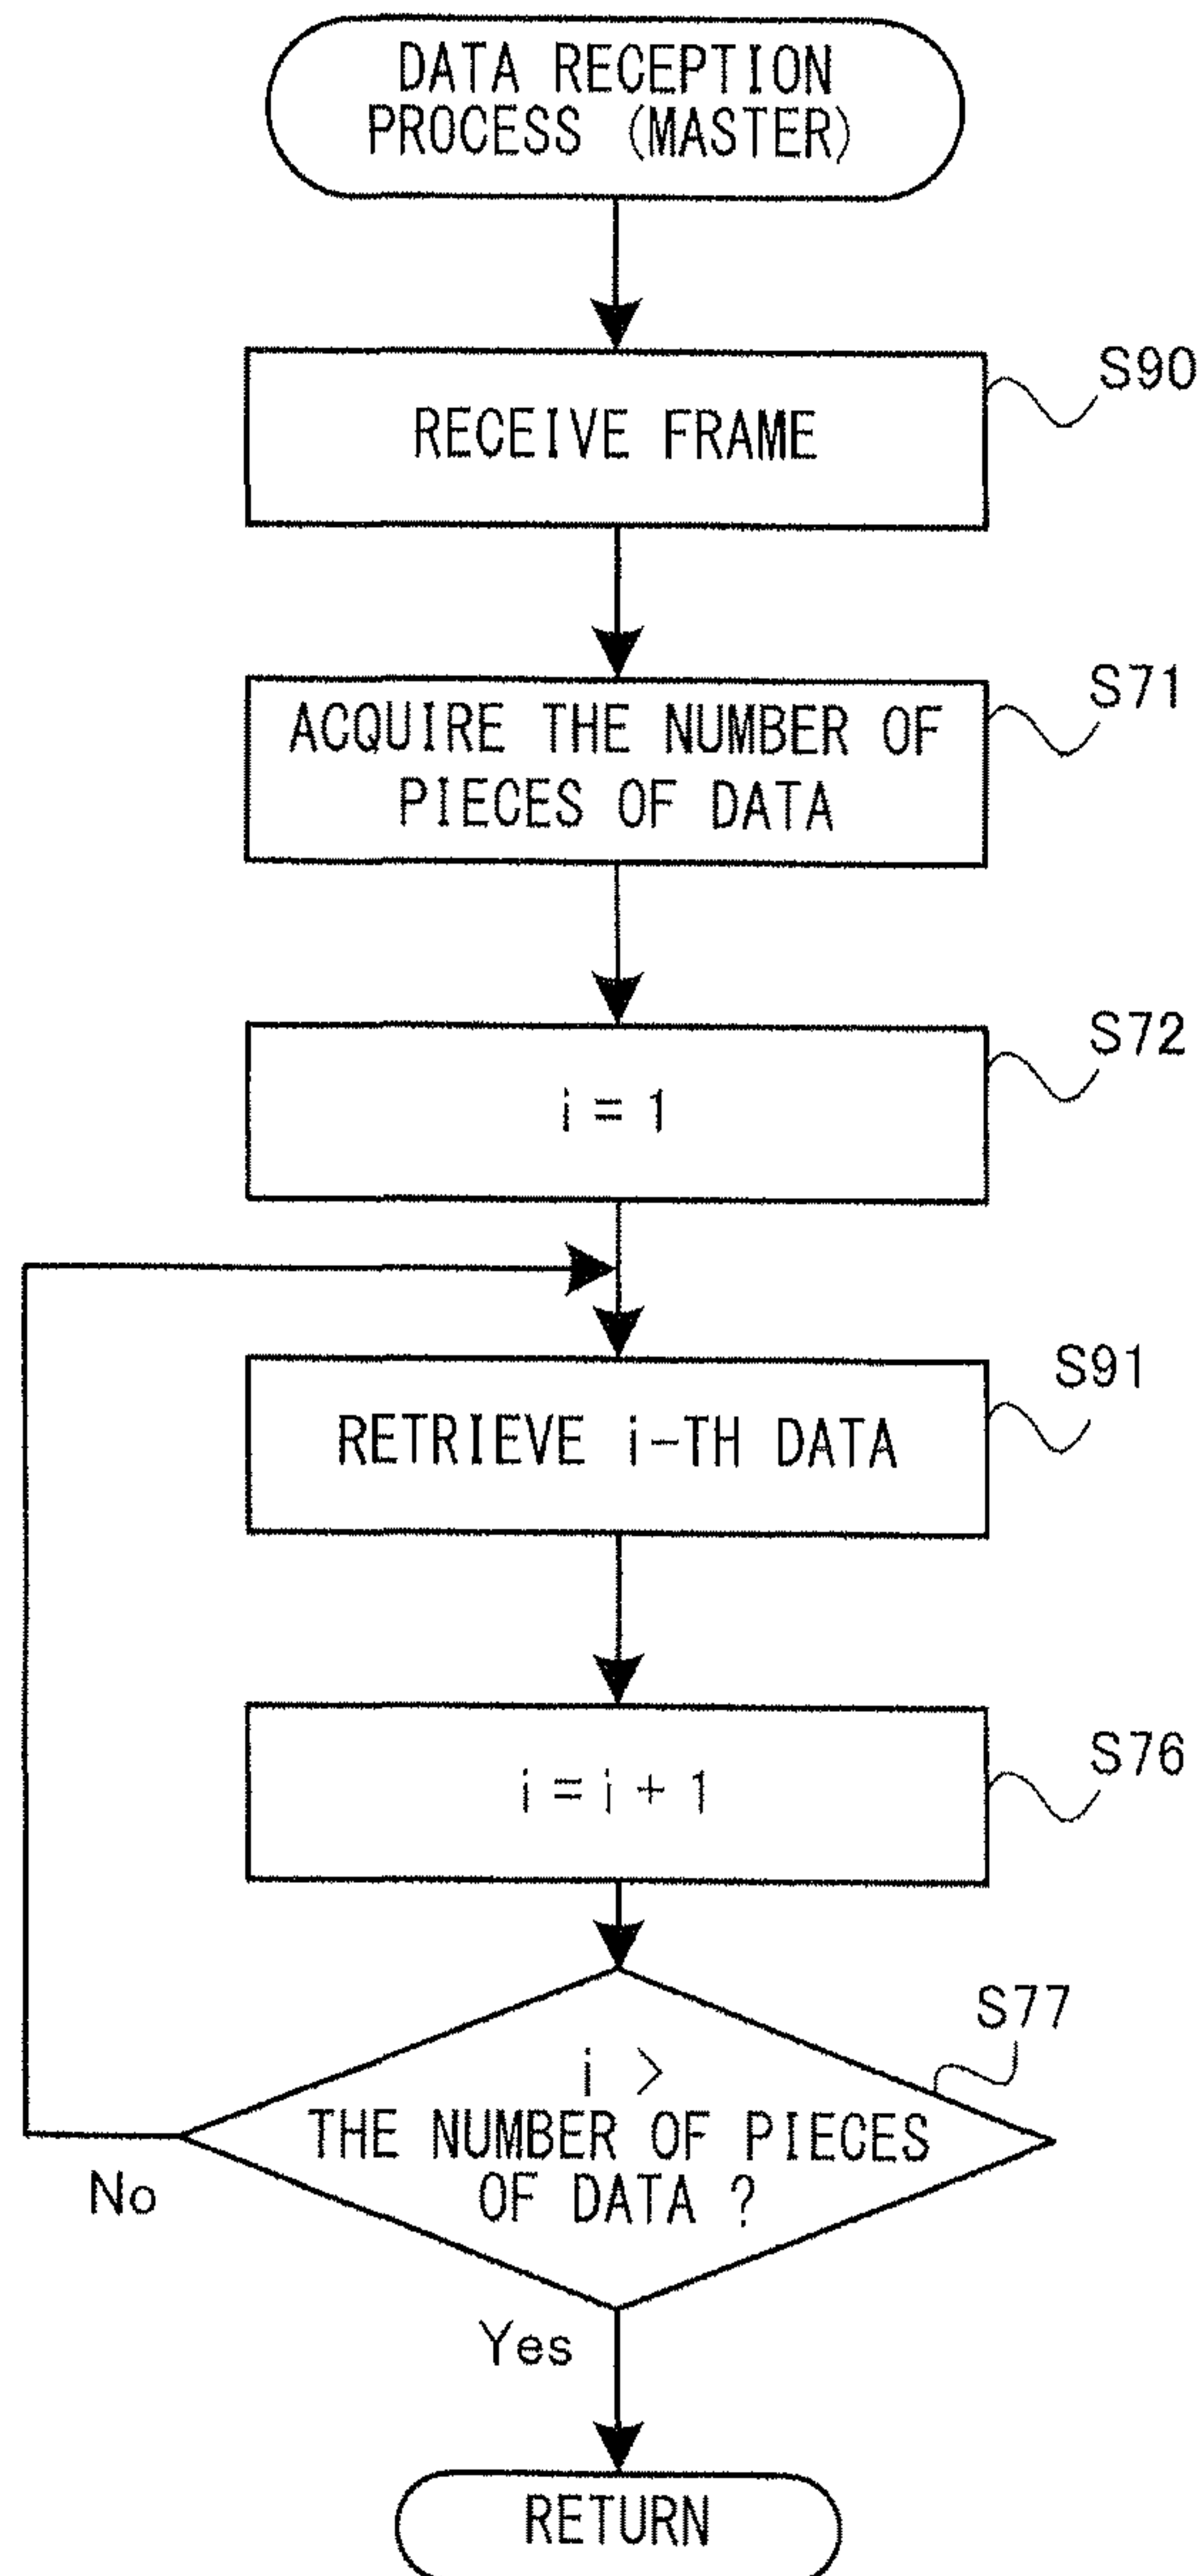 DATA RECEPTION
PROCESS (MASTER)
S90
RECEIVE FRAME
S71
ACQUIRE THE NUMBER OF
PIECES OF DATA
S72
i = 1
S91
RETRIEVE i-TH DATA
S76
i = i + 1
S77
i >
THE NUMBER OF PIECES
OF DATA ?
No
Yes
RETURN